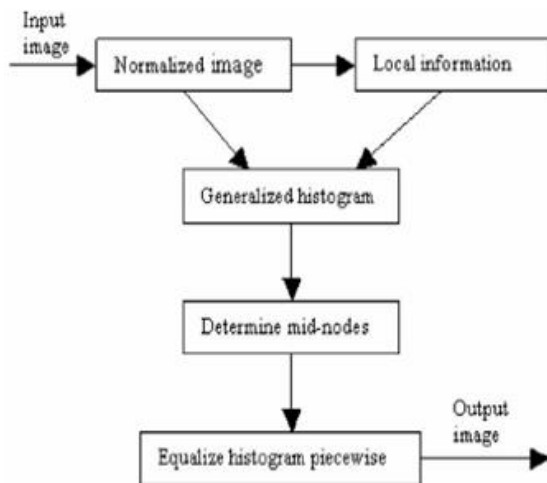 Input
image
Normalized image
Local information
Generalized histogram
Determine mid-nodes
Output
image
Equalize histogram piecewise